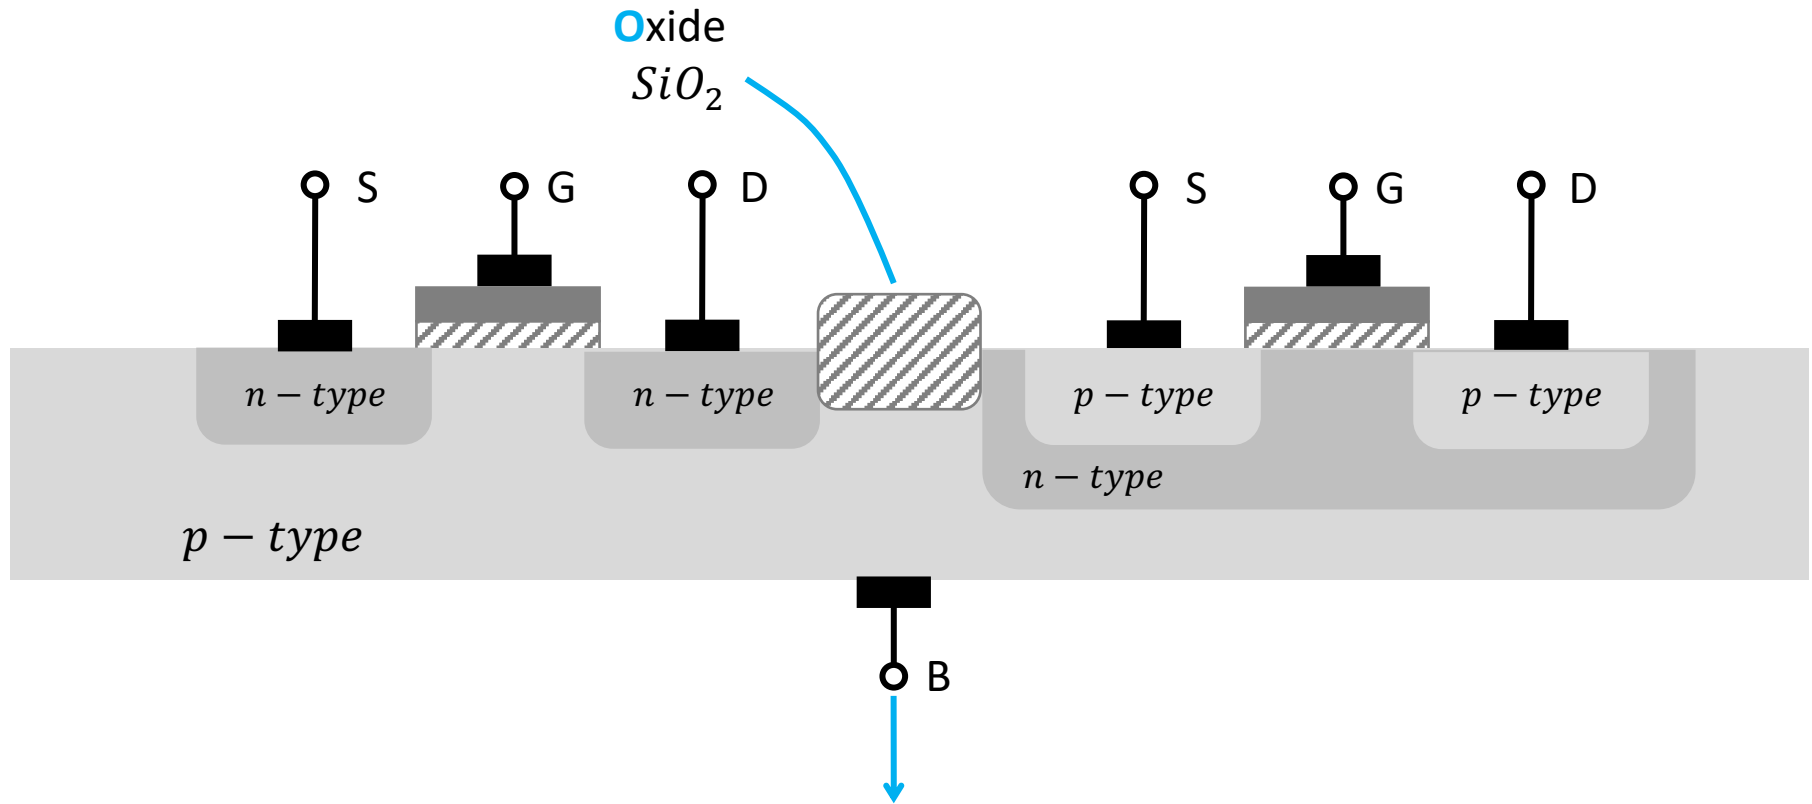 Oxide
SiO₂
S G D S G D
n − type n − type p − type p − type
n − type
p − type
B